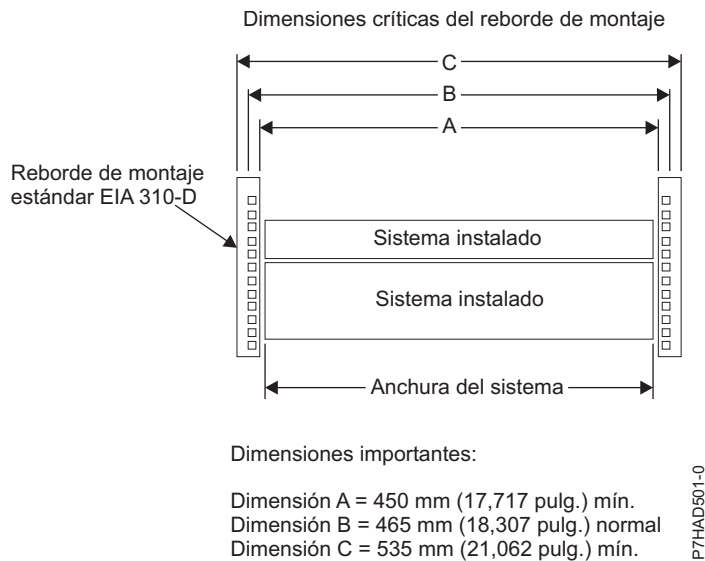 Dimensiones críticas del reborde de montaje
C
B
A
Reborde de montaje
estándar EIA 310-D
Sistema instalado
Sistema instalado
Anchura del sistema
Dimensiones importantes:
Dimensión A = 450 mm (17,717 pulg.) mín.
Dimensión B = 465 mm (18,307 pulg.) normal
Dimensión C = 535 mm (21,062 pulg.) mín.
P7HAD501-0